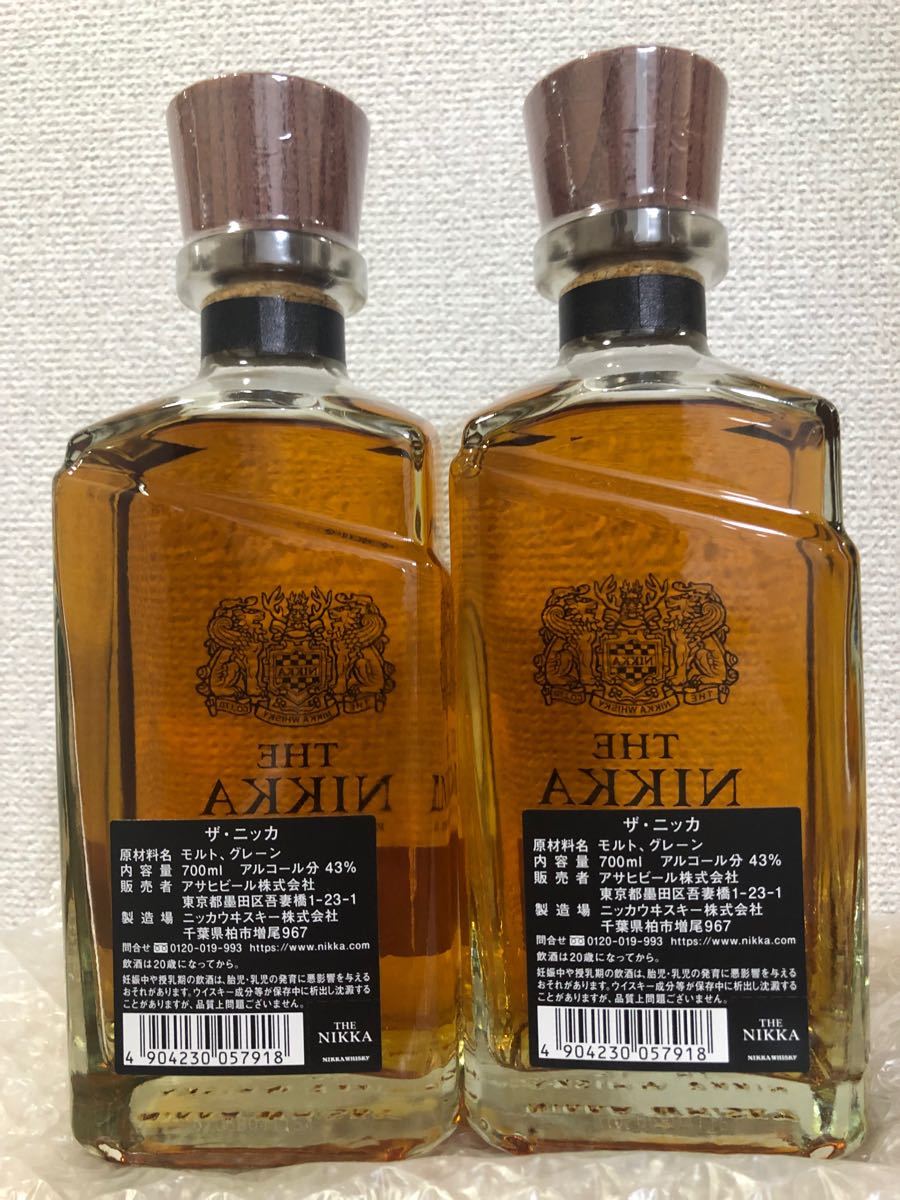 NIKKA
CO.LTD.
NIKKA WHISKY
THE
THE
NIKKA
ザ・ニッカ
原材料名 モルト、グレーン
内容量 700ml アルコール分 43%
販売者 アサヒビール株式会社
東京都墨田区吾妻橋1-23-1
製造場 ニッカウヰスキー株式会社
千葉県柏市増尾967
問合せ 0120-019-993 https://www.nikka.com
飲酒は20歳になってから。
妊娠中や授乳期の飲酒は、胎児・乳児の発育に悪影響を与える
おそれがあります。ウイスキー成分等が保存中に析出し沈澱する
ことがありますが、品質上問題ございません。
4 904230 057918
THE
NIKKA
NIKKA WHISKY
NIKKA
NIKKA WHISKY
THE
THE
NIKKA
ザ・ニッカ
原材料名 モルト、グレーン
内容量 700ml アルコール分 43%
販売者 アサヒビール株式会社
東京都墨田区吾妻橋1-23-1
製造場 ニッカウヰスキー株式会社
千葉県柏市増尾967
問合せ 0120-019-993 https://www.nikka.com
飲酒は20歳になってから。
妊娠中や授乳期の飲酒は、胎児・乳児の発育に悪影響を与える
おそれがあります。ウイスキー成分等が保存中に析出し沈澱する
ことがありますが、品質上問題ございません。
4 904230 057918
THE
NIKKA
NIKKA WHISKY